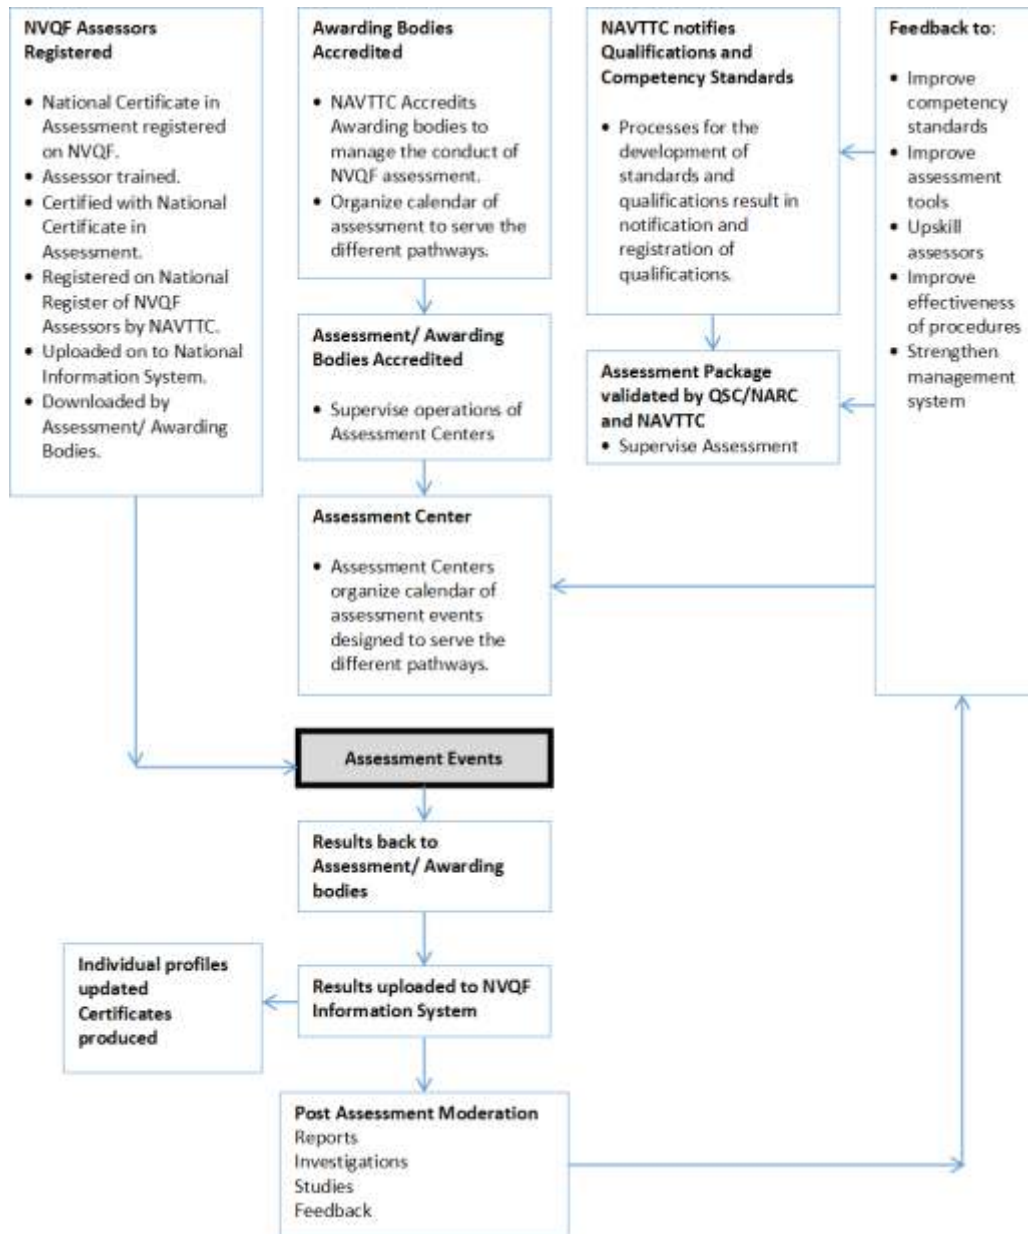 NVQF Assessors
Registered
• National Certificate in
Assessment registered
on NVQF.
• Assessor trained.
• Certified with National
Certificate in
Assessment.
• Registered on National
Register of NVQF
Assessors by NAVTTC.
• Uploaded on to National
Information System.
• Downloaded by
Assessment/ Awarding
Bodies.
Awarding Bodies
Accredited
• NAVTTC Accredits
Awarding bodies to
manage the conduct of
NVQF assessment.
• Organize calendar of
assessment to serve the
different pathways.
NAVTTC notifies
Qualifications and
Competency Standards
• Processes for the
development of
standards and
qualifications result in
notification and
registration of
qualifications.
Feedback to:
• Improve
competency
standards
• Improve
assessment
tools
• Upskill
assessors
• Improve
effectiveness
of procedures
• Strengthen
management
system
Assessment/ Awarding
Bodies Accredited
• Supervise operations of
Assessment Centers
Assessment Package
validated by QSC/NARC
and NAVTTC
• Supervise Assessment
Assessment Center
• Assessment Centers
organize calendar of
assessment events
designed to serve the
different pathways.
Assessment Events
Results back to
Assessment/ Awarding
bodies
Individual profiles
updated
Certificates
produced
Results uploaded to NVQF
Information System
Post Assessment Moderation
Reports
Investigations
Studies
Feedback